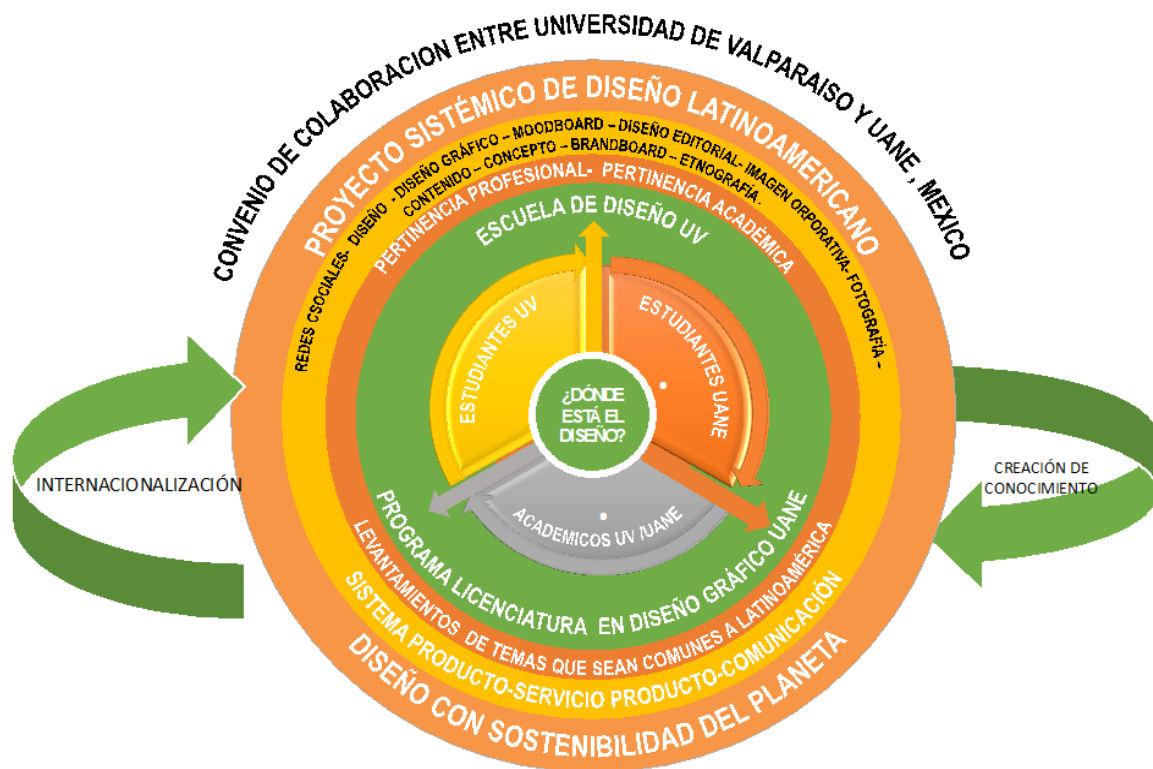 CONVENIO DE COLABORACION ENTRE UNIVERSIDAD DE VALPARAISO Y UANE , MEXICO
PROYECTO SISTÉMICO DE DISEÑO LATINOAMERICANO
REDES CSOCIALES- DISEÑO - DISEÑO GRÁFICO – MOODBOARD – DISEÑO EDITORIAL- IMAGEN ORPORATIVA- FOTOGRAFÍA –
CONTENIDO – CONCEPTO – BRANDBOARD – ETNOGRAFÍA.
PERTINENCIA PROFESIONAL- PERTINENCIA ACADÉMICA
ESCUELA DE DISEÑO UV
ESTUDIANTES UV
ESTUDIANTES UANE
¿DÓNDE
ESTÁ EL
DISEÑO?
INTERNACIONALIZACIÓN
CREACIÓN DE
CONOCIMIENTO
ACADEMICOS UV /UANE
PROGRAMA LICENCIATURA EN DISEÑO GRÁFICO UANE
LEVANTAMIENTOS DE TEMAS QUE SEAN COMUNES A LATINOAMÉRICA
SISTEMA PRODUCTO-SERVICIO PRODUCTO-COMUNICACIÓN
DISEÑO CON SOSTENIBILIDAD DEL PLANETA